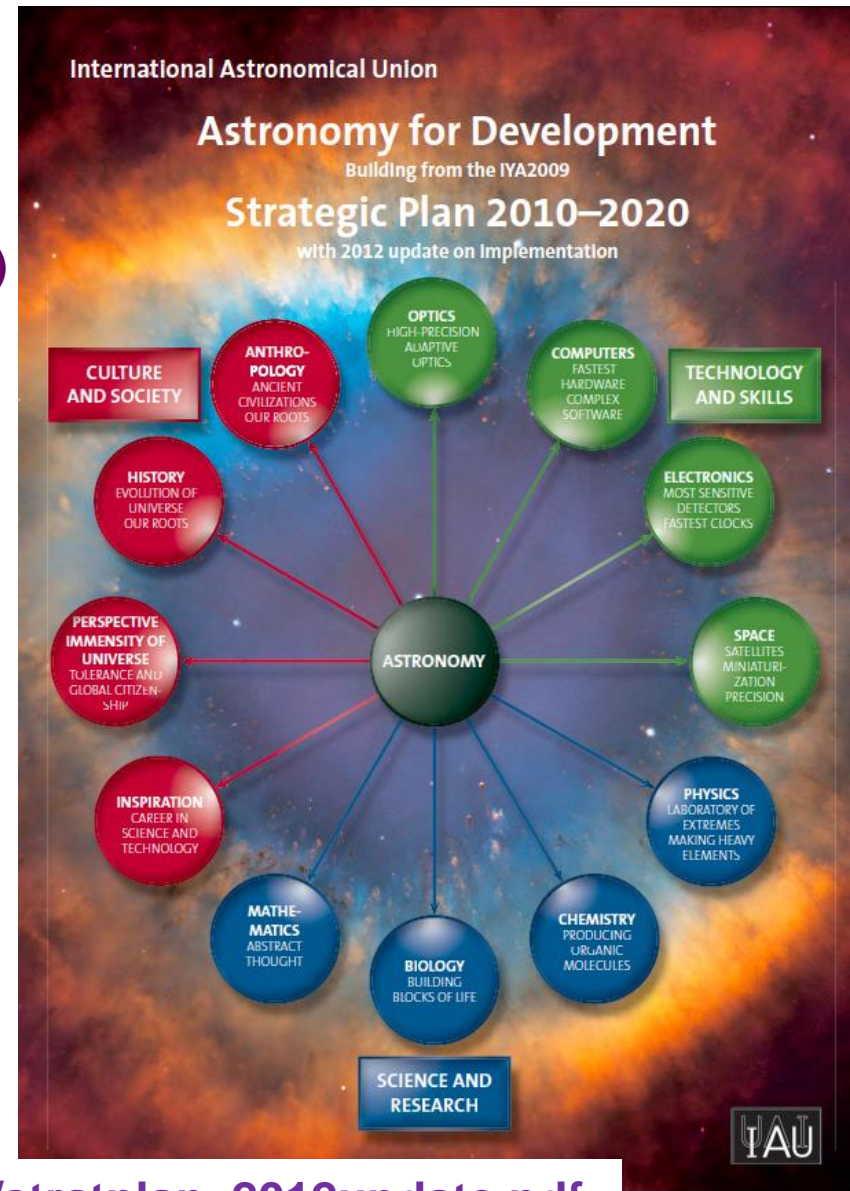 International Astronomical Union
Astronomy for Development
Building from the IYA2009
Strategic Plan 2010–2020
with 2012 update on implementation
)
CULTURE
AND SOCIETY
ANTHRO-
POLOGY
ANCIENT
CIVILIZATIONS
OUR ROOTS
OPTICS
HIGH-PRECISION
ADAPTIVE
OPTICS
COMPUTERS
FASTEST
HARDWARE
COMPLEX
SOFTWARE
TECHNOLOGY
AND SKILLS
HISTORY
EVOLUTION OF
UNIVERSE
OUR ROOTS
ELECTRONICS
MOST SENSITIVE
DETECTORS
FASTEST CLOCKS
PERSPECTIVE
IMMENSITY OF
UNIVERSE
TOLERANCE AND
GLOBAL CITIZEN-
SHIP
ASTRONOMY
SPACE
SATELLITES
MINIATURI-
ZATION
PRECISION
INSPIRATION
CAREER IN
SCIENCE AND
TECHNOLOGY
PHYSICS
LABORATORY OF
EXTREMES
MAKING HEAVY
ELEMENTS
MATHE-
MATICS
ABSTRACT
THOUGHT
BIOLOGY
BUILDING
BLOCKS OF LIFE
CHEMISTRY
PRODUCING
ORGANIC
MOLECULES
SCIENCE AND
RESEARCH
IAU